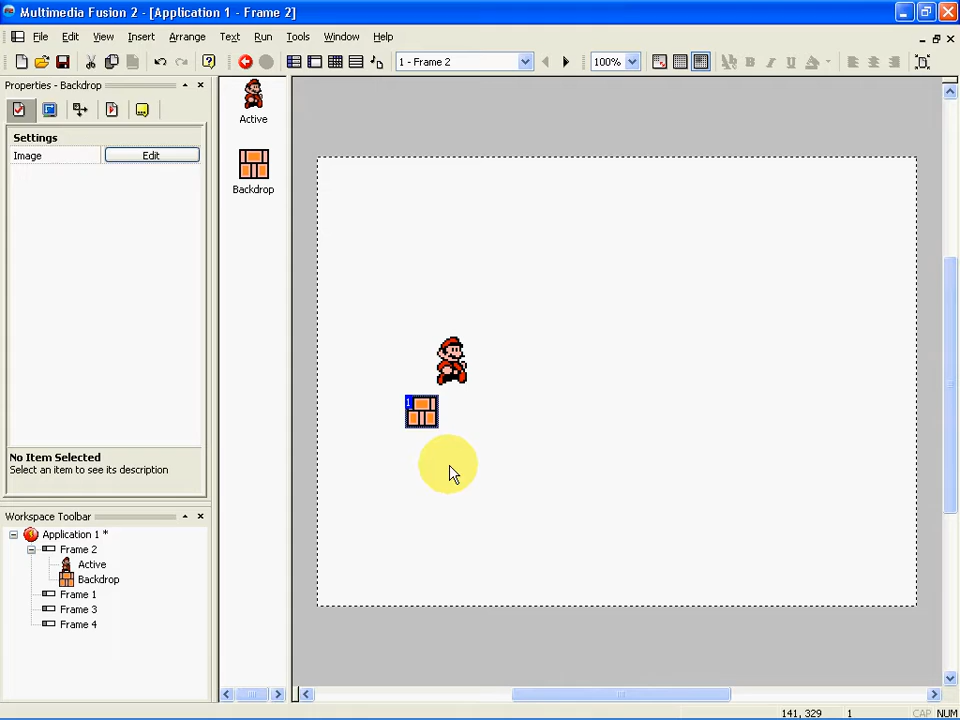 Multimedia Fusion 2 - [Application 1 - Frame 2]
File Edit View Insert Arrange Text Run Tools Window Help
1 - Frame 2 100%
Properties - Backdrop
Settings
Image Edit
No Item Selected
Select an item to see its description
Workspace Toolbar
Application 1 *
Frame 2
Active
Backdrop
Frame 1
Frame 3
Frame 4
Active
Backdrop
1
141, 329 1 CAP NUM